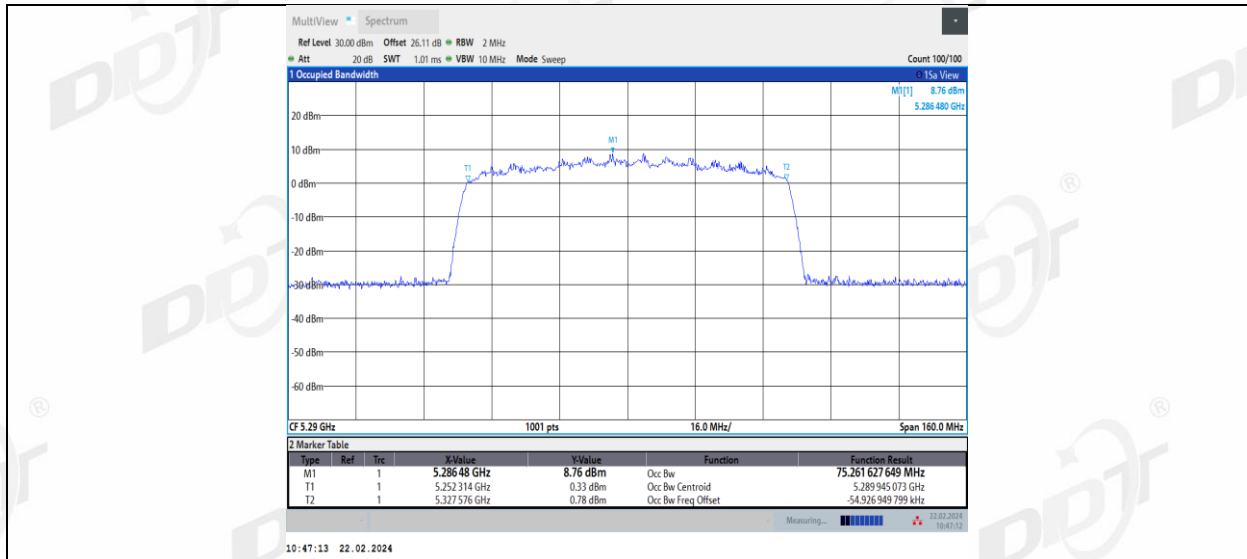 MultiView Spectrum
Ref Level 30.00 dBm Offset 26.11 dB RBW 2 MHz
Att 20 dB SWT 1.01 ms VBW 10 MHz Mode Sweep Count 100/100
1 Occupied Bandwidth 1Sa View
M1[1] 8.76 dBm
5.286 480 GHz
20 dBm
M1
10 dBm
T1 T2
0 dBm
-10 dBm
-20 dBm
-30 dBm
-40 dBm
-50 dBm
-60 dBm
CF 5.29 GHz 1001 pts 16.0 MHz/ Span 160.0 MHz
2 Marker Table
Type Ref Trc X-Value Y-Value Function Function Result
M1 1 5.286 48 GHz 8.76 dBm Occ Bw 75.261 627 649 MHz
T1 1 5.252 314 GHz 0.33 dBm Occ Bw Centroid 5.289 945 073 GHz
T2 1 5.327 576 GHz 0.78 dBm Occ Bw Freq Offset -54.926 949 799 kHz
Measuring... 22.02.2024
10:47:12
10:47:13 22.02.2024
DDT
DDT
DDT
DDT